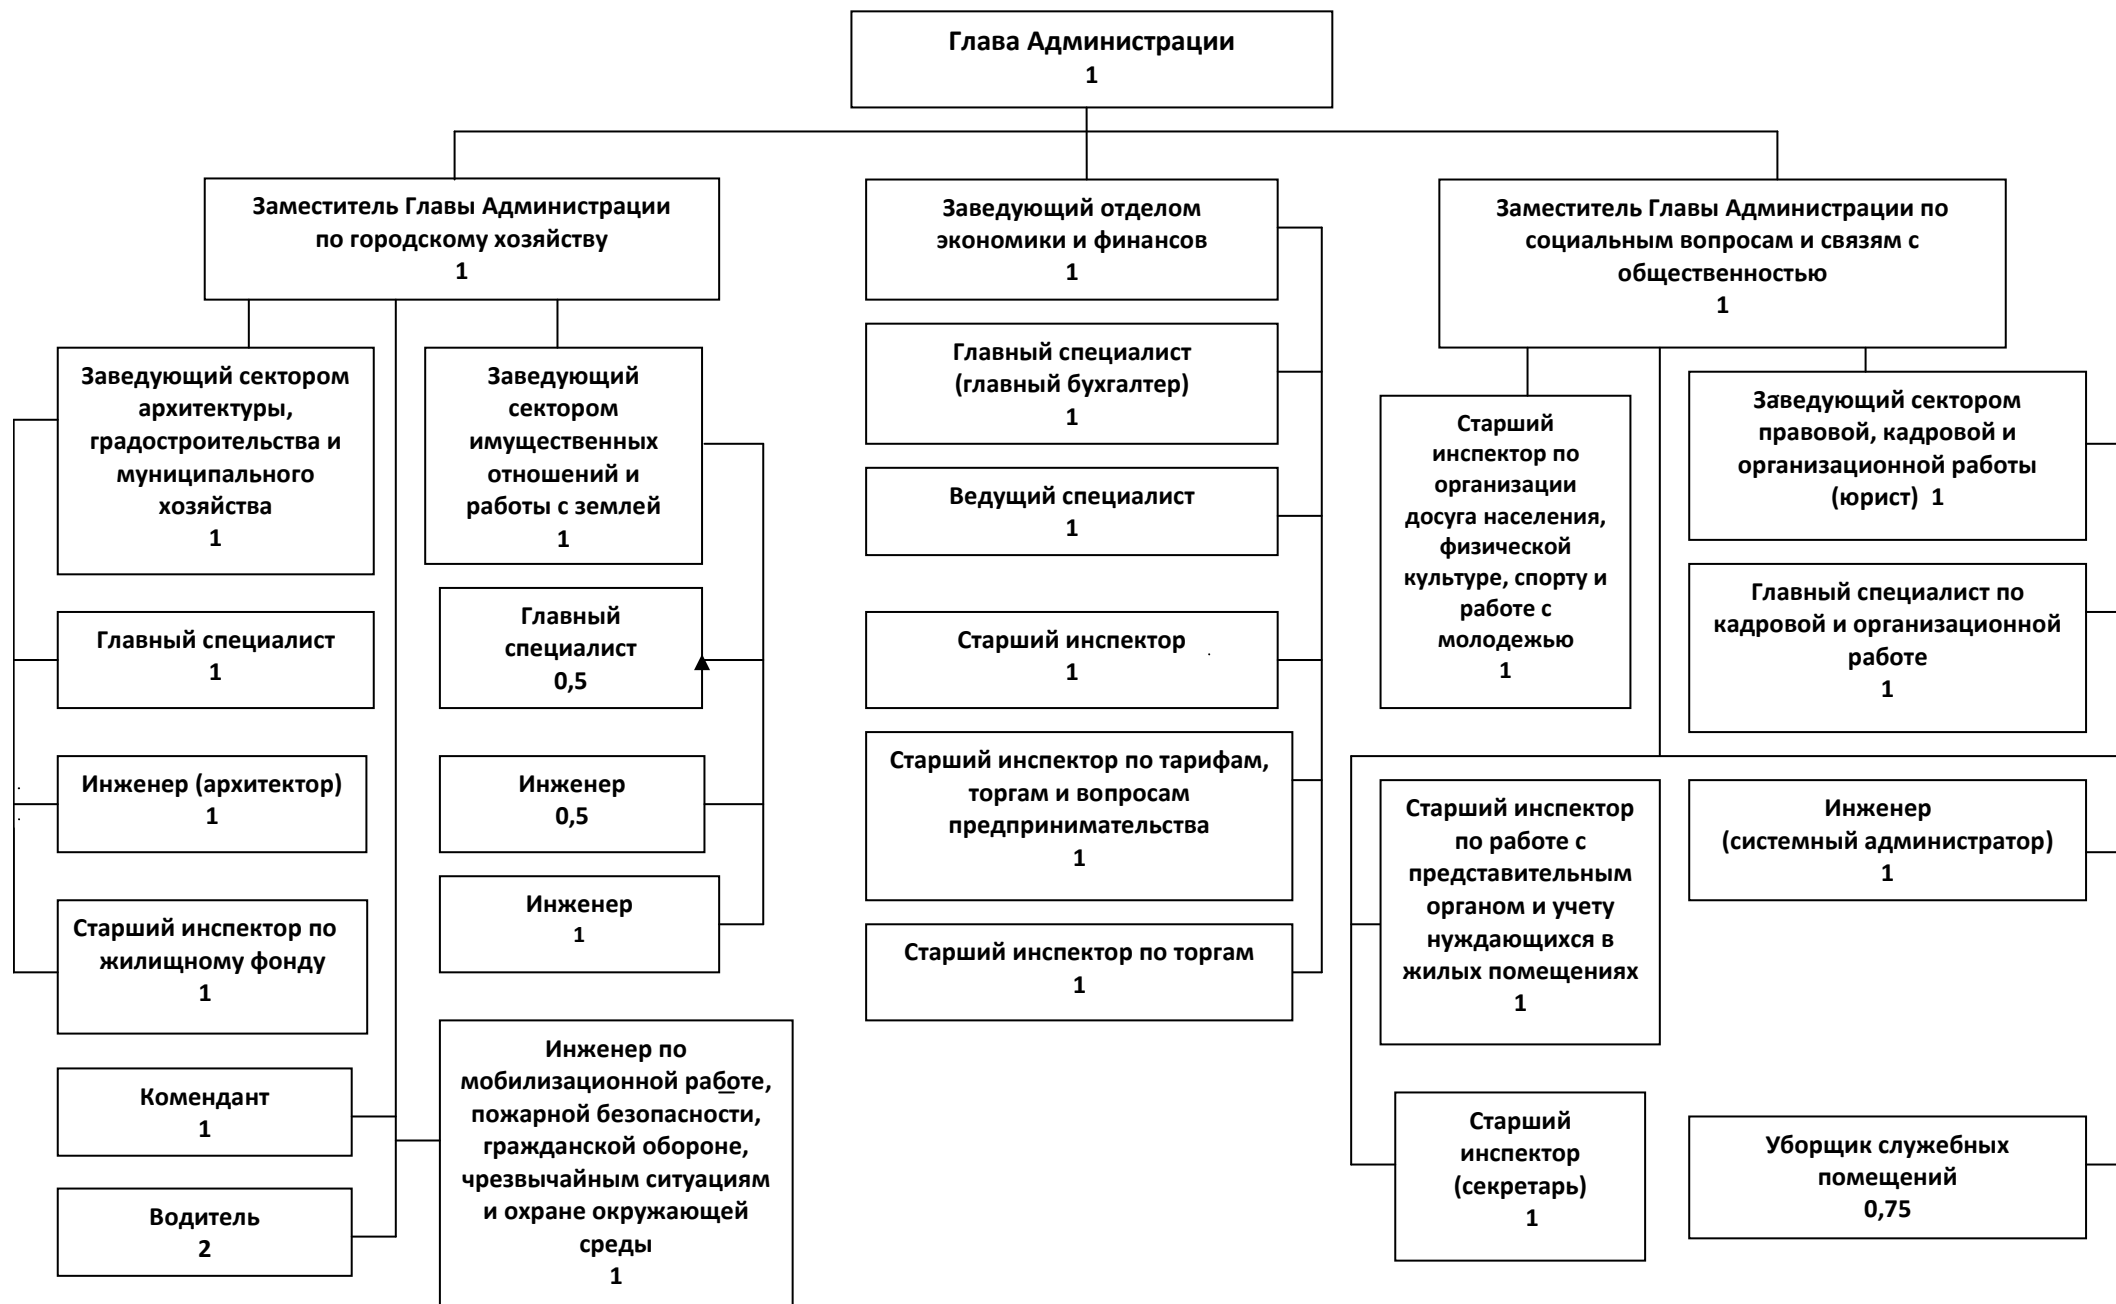 Глава Администрации
1
Заместитель Главы Администрации
по городскому хозяйству
1
Заведующий отделом
экономики и финансов
1
Заместитель Главы Администрации по
социальным вопросам и связям с
общественностью
1
Заведующий сектором
архитектуры,
градостроительства и
муниципального
хозяйства
1
Заведующий
сектором
имущественных
отношений и
работы с землей
1
Главный специалист
(главный бухгалтер)
1
Старший
инспектор по
организации
досуга населения,
физической
культуре, спорту и
работе с
молодежью
1
Заведующий сектором
правовой, кадровой и
организационной работы
(юрист) 1
Ведущий специалист
1
Главный специалист
1
Главный
специалист
0,5
Старший инспектор
1
Главный специалист по
кадровой и организационной
работе
1
Инженер (архитектор)
1
Инженер
0,5
Старший инспектор по тарифам,
торгам и вопросам
предпринимательства
1
Старший инспектор
по работе с
представительным
органом и учету
нуждающихся в
жилых помещениях
1
Инженер
(системный администратор)
1
Старший инспектор по
жилищному фонду
1
Инженер
1
Старший инспектор по торгам
1
Комендант
1
Инженер по
мобилизационной работе,
пожарной безопасности,
гражданской обороне,
чрезвычайным ситуациям
и охране окружающей
среды
1
Старший
инспектор
(секретарь)
1
Уборщик служебных
помещений
0,75
Водитель
2